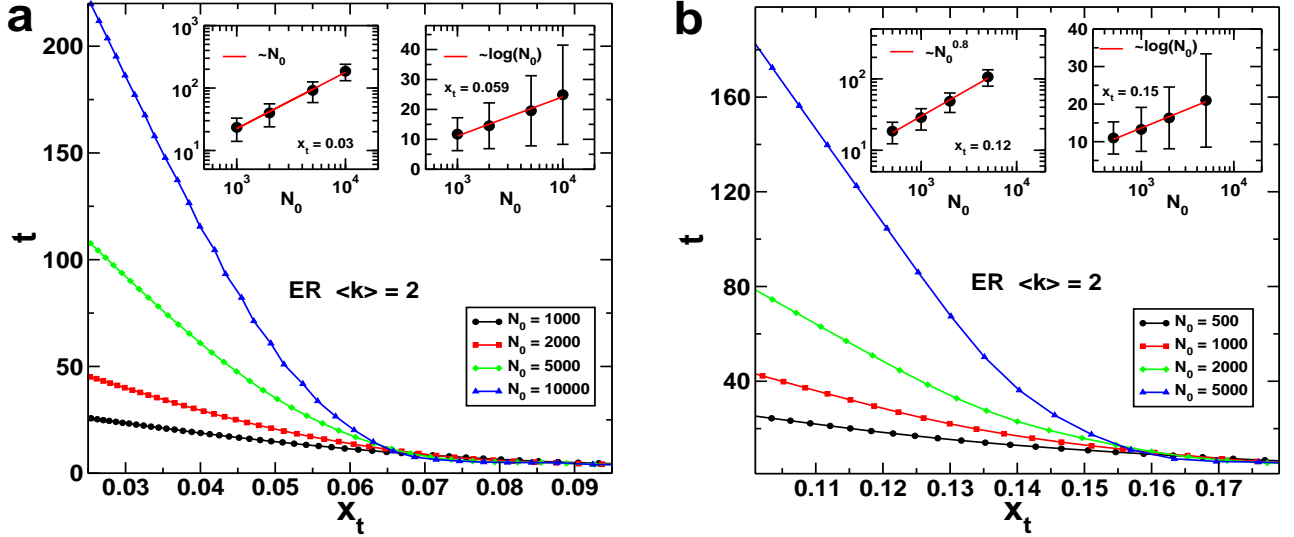 a
t
220
200
150
100
50
0
0.03 0.04 0.05 0.06 0.07 0.08 0.09
x_t
ER <k> = 2
N_0 = 1000
N_0 = 2000
N_0 = 5000
N_0 = 10000
10^3
10^2
10^1
~N_0
x_t = 0.03
10^3 10^4
N_0
50
40
30
20
10
0
~log(N_0)
x_t = 0.059
10^3 10^4
N_0
b
t
160
120
80
40
0.11 0.12 0.13 0.14 0.15 0.16 0.17
x_t
ER <k> = 2
N_0 = 500
N_0 = 1000
N_0 = 2000
N_0 = 5000
10^2
10^1
~N_0^0.8
x_t = 0.12
10^3 10^4
N_0
40
30
20
10
~log(N_0)
x_t = 0.15
10^3 10^4
N_0